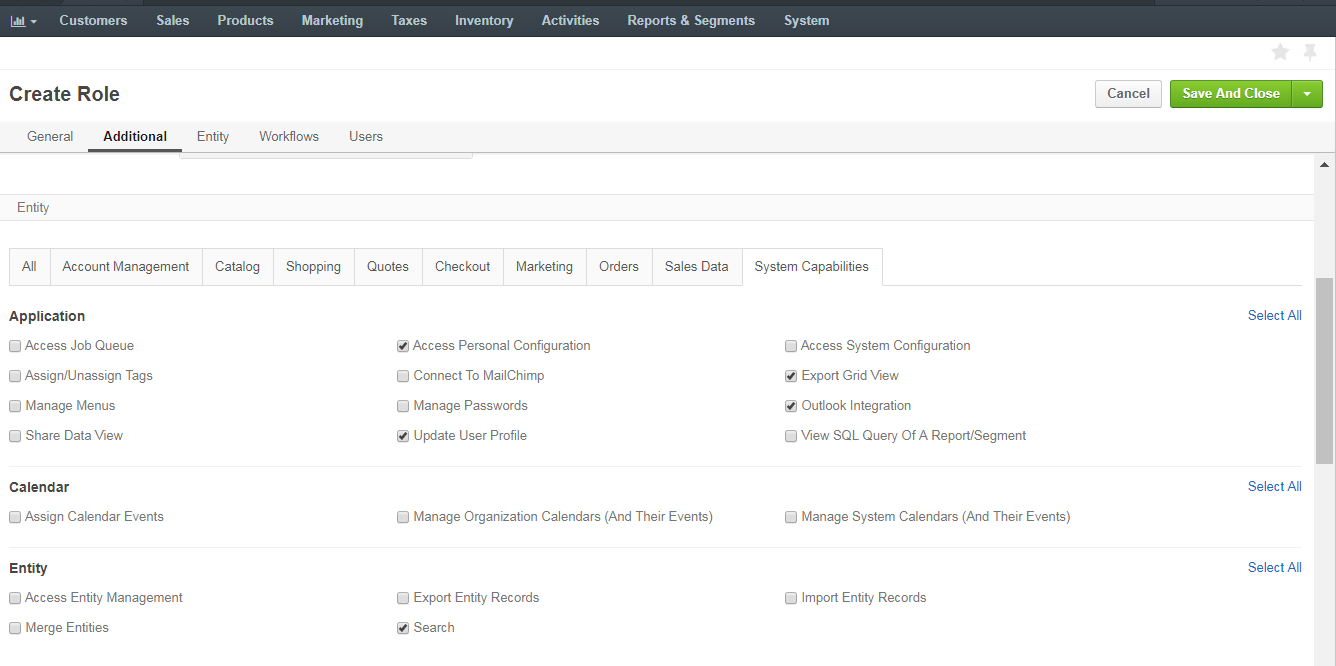 Customers Sales Products Marketing Taxes Inventory Activities Reports & Segments System
Create Role
Cancel Save And Close
General Additional Entity Workflows Users
Entity
All Account Management Catalog Shopping Quotes Checkout Marketing Orders Sales Data System Capabilities
Application Select All
Access Job Queue Access Personal Configuration Access System Configuration
Assign/Unassign Tags Connect To MailChimp Export Grid View
Manage Menus Manage Passwords Outlook Integration
Share Data View Update User Profile View SQL Query Of A Report/Segment
Calendar Select All
Assign Calendar Events Manage Organization Calendars (And Their Events) Manage System Calendars (And Their Events)
Entity Select All
Access Entity Management Export Entity Records Import Entity Records
Merge Entities Search